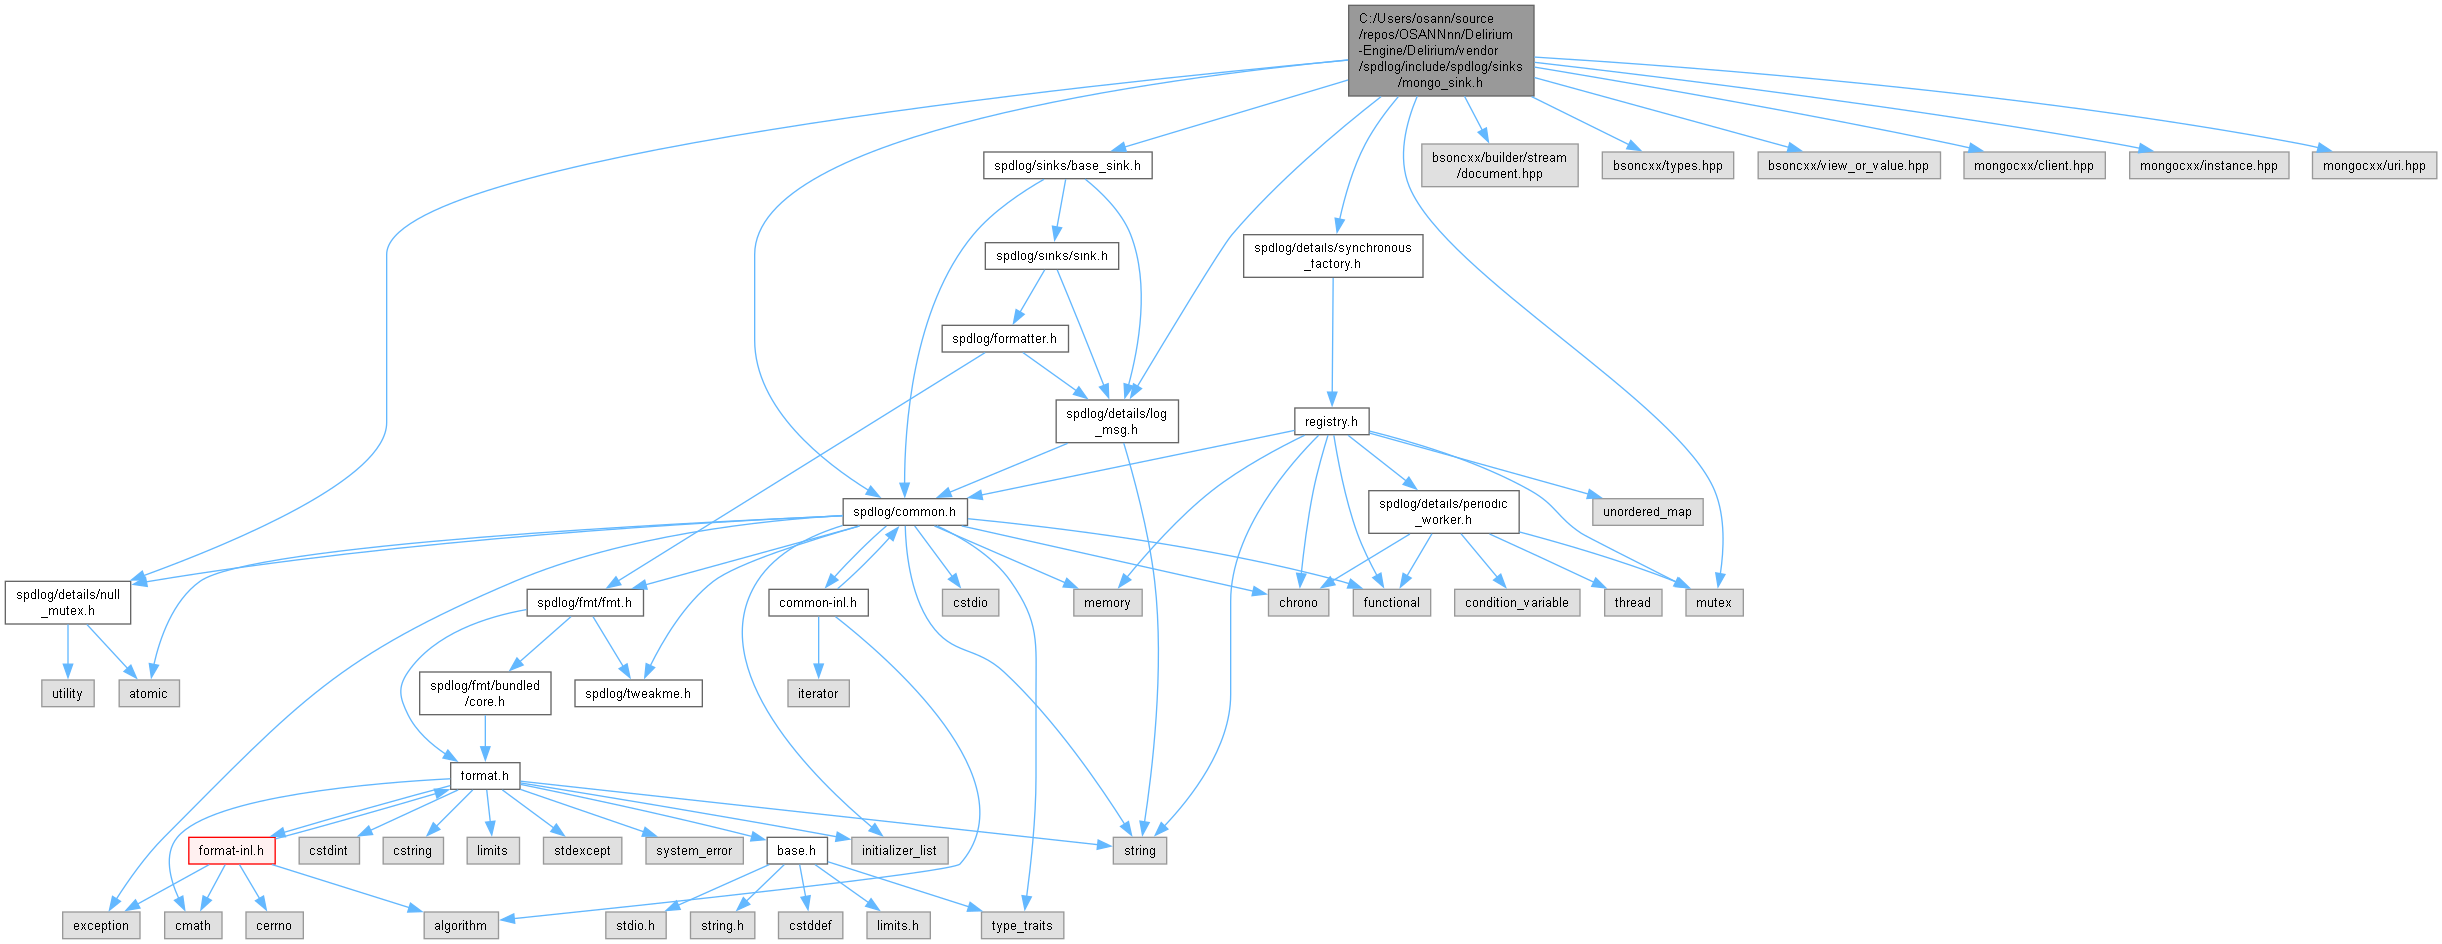 C:/Users/osann/source
/repos/OSANNnn/Delirium
-Engine/Delirium/vendor
/spdlog/include/spdlog/sinks
/mongo_sink.h
spdlog/sinks/base_sink.h
bsoncxx/builder/stream
/document.hpp
bsoncxx/types.hpp
bsoncxx/view_or_value.hpp
mongocxx/client.hpp
mongocxx/instance.hpp
mongocxx/uri.hpp
spdlog/sinks/sink.h
spdlog/details/synchronous
_factory.h
spdlog/formatter.h
spdlog/details/log
_msg.h
registry.h
spdlog/common.h
spdlog/details/periodic
_worker.h
unordered_map
spdlog/details/null
_mutex.h
spdlog/fmt/fmt.h
common-inl.h
cstdio
memory
chrono
functional
condition_variable
thread
mutex
utility
atomic
spdlog/fmt/bundled
/core.h
spdlog/tweakme.h
iterator
format.h
format-inl.h
cstdint
cstring
limits
stdexcept
system_error
base.h
initializer_list
string
exception
cmath
cerrno
algorithm
stdio.h
string.h
cstddef
limits.h
type_traits